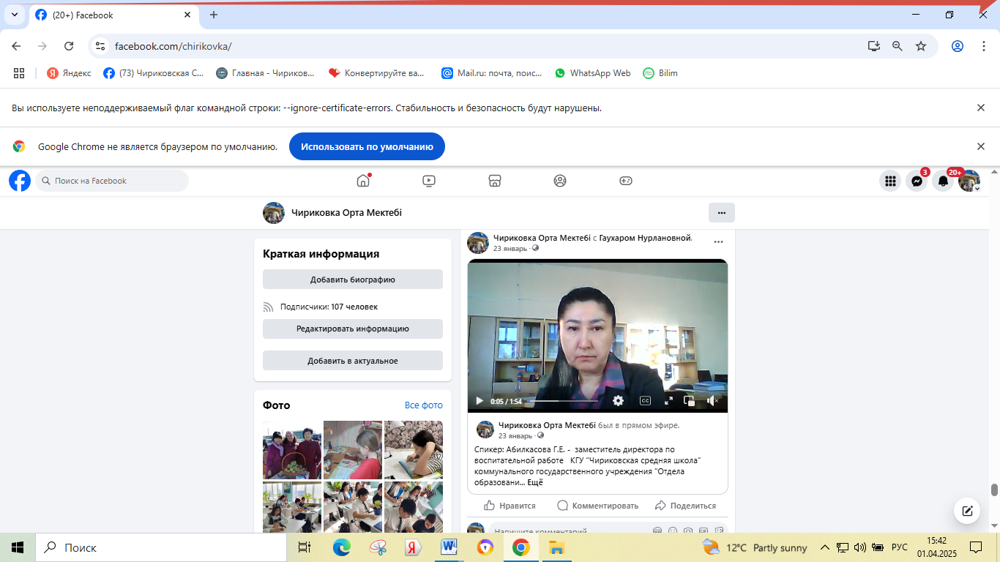 (20+) Facebook
facebook.com/chirikovka/
Яндекс
(73) Чириковская С...
Главная - Чириков...
Конвертируйте ва...
Mail.ru: почта, поис...
WhatsApp Web
Bilim
Вы используете неподдерживаемый флаг командной строки: --ignore-certificate-errors. Стабильность и безопасность будут нарушены.
Google Chrome не является браузером по умолчанию.
Использовать по умолчанию
Поиск на Facebook
3
20+
Чириковка Орта Мектебі
Краткая информация
Добавить биографию
Подписчики: 107 человек
Редактировать информацию
Добавить в актуальное
Фото
Все фото
Чириковка Орта Мектебі с Гаухаром Нурлановной.
23 январь ·
0:05 / 1:54
Чириковка Орта Мектебі был в прямом эфире.
23 январь ·
Спикер: Абилкасова Г.Е. - заместитель директора по
воспитательной работе КГУ "Чириковская средняя школа"
коммунального государственного учреждения "Отдела
образовани... Ещё
Нравится
Комментировать
Поделиться
Напишите комментарий
Поиск
12°C Partly sunny
РУС
15:42
01.04.2025